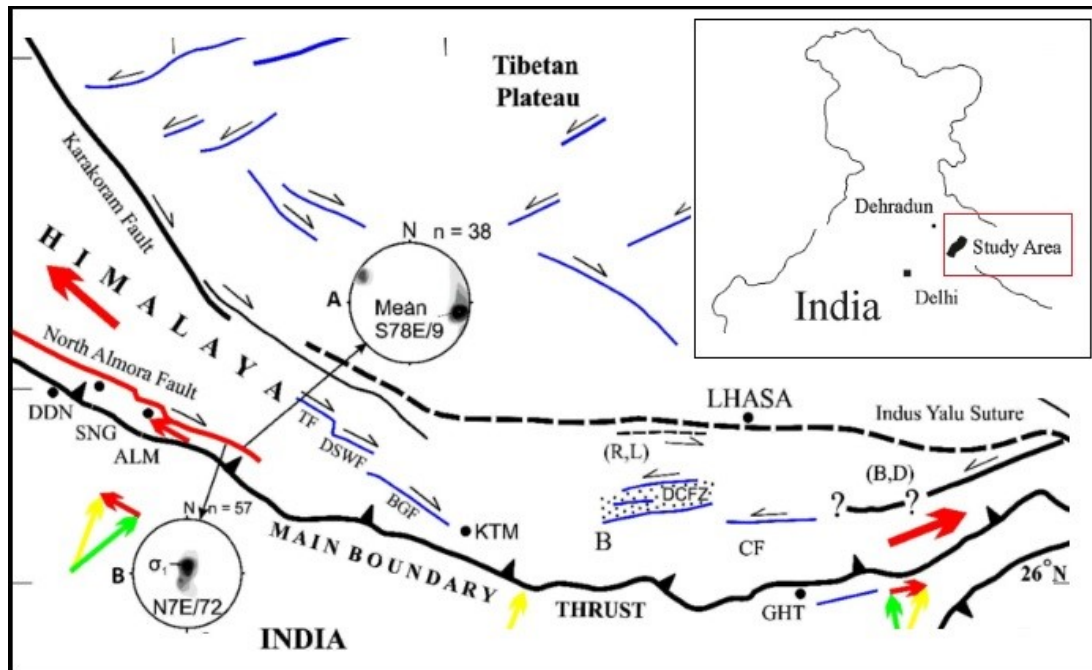 Tibetan
Plateau
Dehradun
Study Area
Delhi
India
Karakoram Fault
N n = 38
A
Mean
S78E/9
HIMALAYA
North Almora Fault
DDN
SNG
ALM
TF
DSWF
BGF
KTM
LHASA
Indus Yalu Suture
(R,L)
(B,D)
DCFZ
? ?
B
CF
N n = 57
σ1
B
N7E/72
MAIN BOUNDARY
THRUST
GHT
26°N
INDIA